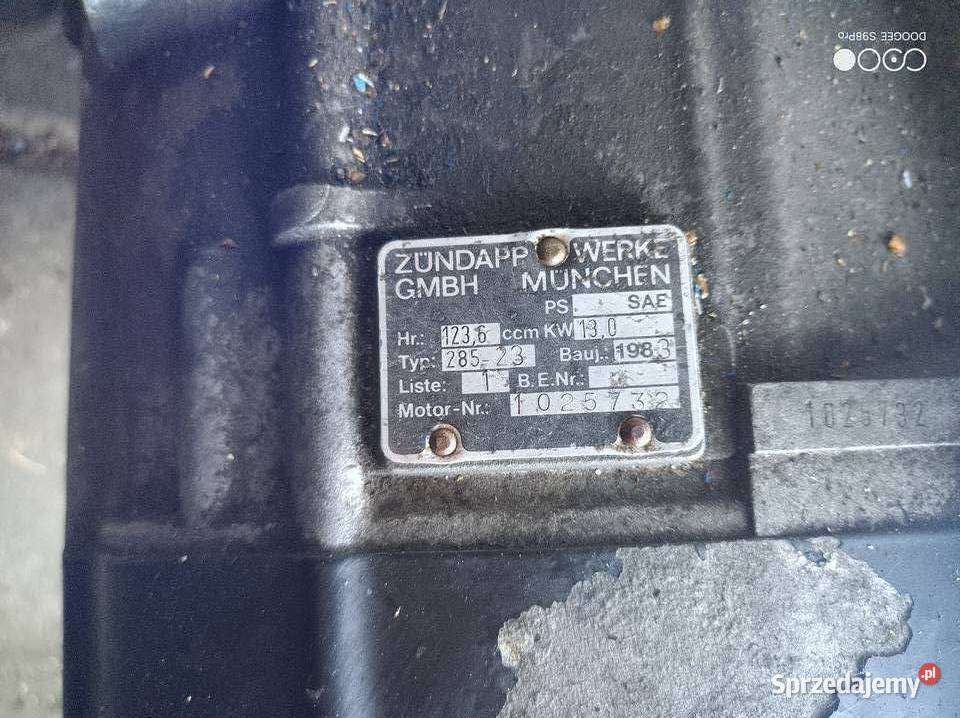 DOOGEE S98Pro
ZÜNDAPP WERKE
GMBH MÜNCHEN
PS SAE
Hr.: 123,6 ccm KW 13,0
Typ: 285-23 Bauj.: 1983
Liste: 1 B.E.Nr.:
Motor-Nr.: 1025732
Sprzedajemy.pl